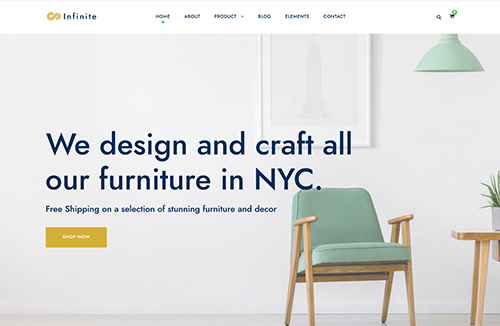 Infinite
HOME ABOUT PRODUCT BLOG ELEMENTS CONTACT
We design and craft all
our furniture in NYC.
Free Shipping on a selection of stunning furniture and decor
SHOP NOW